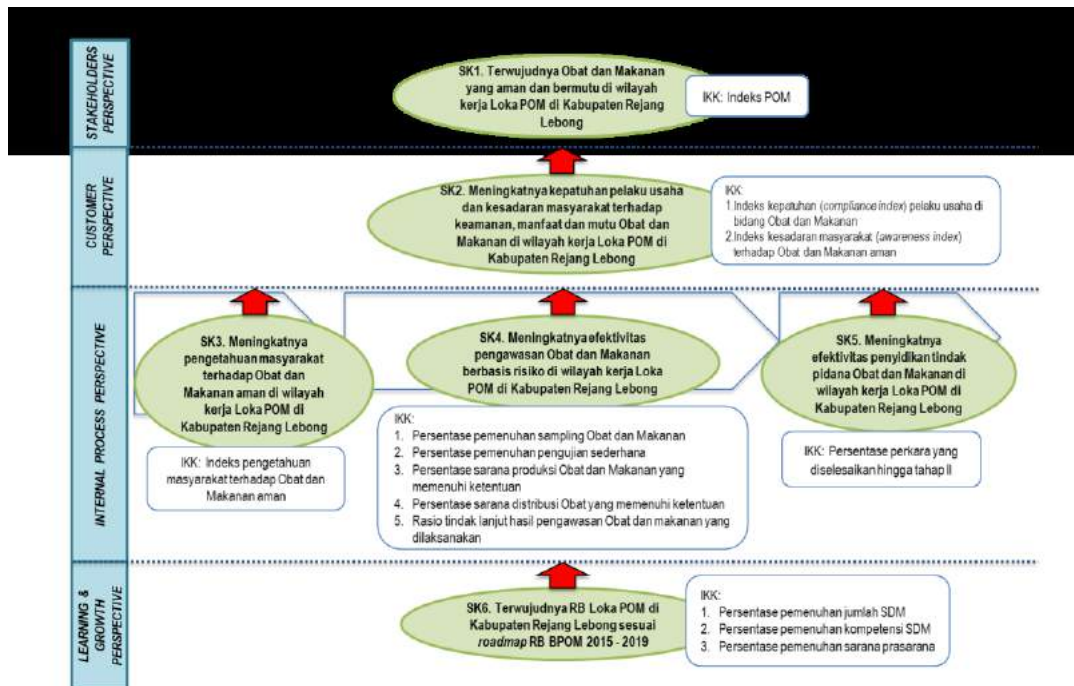 STAKEHOLDERS
PERSPECTIVE
SK1. Terwujudnya Obat dan Makanan
yang aman dan bermutu di wilayah
kerja Loka POM di Kabupaten Rejang
Lebong
IKK: Indeks POM
CUSTOMER
PERSPECTIVE
SK2. Meningkatnya kepatuhan pelaku usaha
dan kesadaran masyarakat terhadap
keamanan, manfaat dan mutu Obat dan
Makanan di wilayah kerja Loka POM di
Kabupaten Rejang Lebong
IKK:
1.Indeks kepatuhan (compliance index) pelaku usaha di
bidang Obat dan Makanan
2.Indeks kesadaran masyarakat (awareness index)
terhadap Obat dan Makanan aman
INTERNAL PROCESS PERSPECTIVE
SK3. Meningkatnya
pengetahuan masyarakat
terhadap Obat dan
Makanan aman di wilayah
kerja Loka POM di
Kabupaten Rejang Lebong
IKK: Indeks pengetahuan
masyarakat terhadap Obat dan
Makanan aman
SK4. Meningkatnya efektivitas
pengawasan Obat dan Makanan
berbasis risiko di wilayah kerja Loka
POM di Kabupaten Rejang Lebong
IKK:
1. Persentase pemenuhan sampling Obat dan Makanan
2. Persentase pemenuhan pengujian sederhana
3. Persentase sarana produksi Obat dan Makanan yang
memenuhi ketentuan
4. Persentase sarana distribusi Obat yang memenuhi ketentuan
5. Rasio tindak lanjut hasil pengawasan Obat dan makanan yang
dilaksanakan
SK5. Meningkatnya
efektivitas penyidikan tindak
pidana Obat dan Makanan di
wilayah kerja Loka POM di
Kabupaten Rejang Lebong
IKK: Persentase perkara yang
diselesaikan hingga tahap II
LEARNING &
GROWTH
PERSPECTIVE
SK6. Terwujudnya RB Loka POM di
Kabupaten Rejang Lebong sesuai
roadmap RB BPOM 2015 - 2019
IKK:
1. Persentase pemenuhan jumlah SDM
2. Persentase pemenuhan kompetensi SDM
3. Persentase pemenuhan sarana prasarana